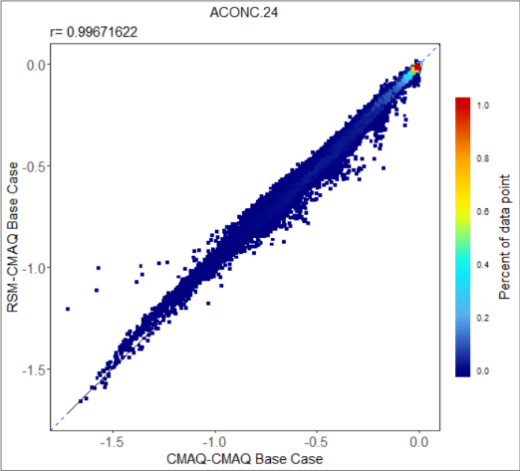 ACONC.24
r= 0.99671622
0.0
-0.5
-1.0
-1.5
RSM-CMAQ Base Case
-1.5
-1.0
-0.5
0.0
CMAQ-CMAQ Base Case
1.0
0.8
0.6
0.4
0.2
0.0
Percent of data point